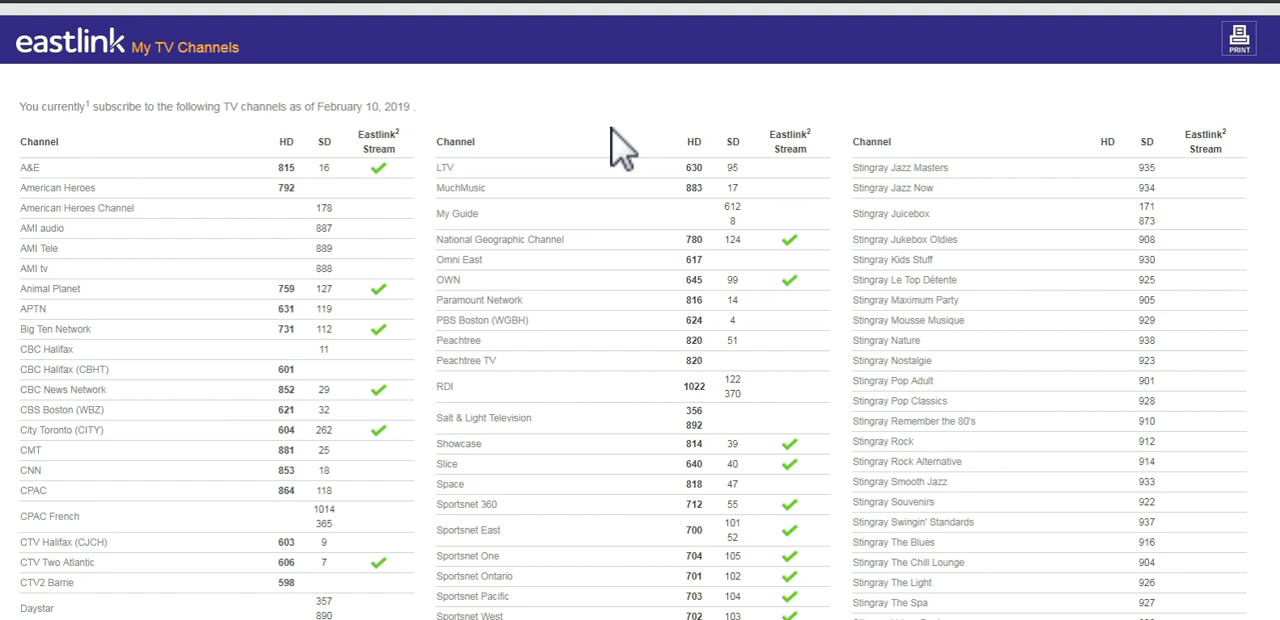 eastlink My TV Channels
PRINT
You currently1 subscribe to the following TV channels as of February 10, 2019 .
Channel HD SD Eastlink2 Stream
A&E 815 16
American Heroes 792
American Heroes Channel 178
AMI audio 887
AMI Tele 889
AMI tv 888
Animal Planet 759 127
APTN 631 119
Big Ten Network 731 112
CBC Halifax 11
CBC Halifax (CBHT) 601
CBC News Network 852 29
CBS Boston (WBZ) 621 32
City Toronto (CITY) 604 262
CMT 881 25
CNN 853 18
CPAC 864 118
CPAC French 1014
365
CTV Halifax (CJCH) 603 9
CTV Two Atlantic 606 7
CTV2 Barrie 598
Daystar 357
890
Channel HD SD Eastlink2 Stream
LTV 630 95
MuchMusic 883 17
My Guide 612
8
National Geographic Channel 780 124
Omni East 617
OWN 645 99
Paramount Network 816 14
PBS Boston (WGBH) 624 4
Peachtree 820 51
Peachtree TV 820
RDI 1022 122
370
Salt & Light Television 356
892
Showcase 814 39
Slice 640 40
Space 818 47
Sportsnet 360 712 55
Sportsnet East 700 101
52
Sportsnet One 704 105
Sportsnet Ontario 701 102
Sportsnet Pacific 703 104
Sportsnet West 702 103
Channel HD SD Eastlink2 Stream
Stingray Jazz Masters 935
Stingray Jazz Now 934
Stingray Juicebox 171
873
Stingray Jukebox Oldies 908
Stingray Kids Stuff 930
Stingray Le Top Détente 925
Stingray Maximum Party 905
Stingray Mousse Musique 929
Stingray Nature 938
Stingray Nostalgie 923
Stingray Pop Adult 901
Stingray Pop Classics 928
Stingray Remember the 80's 910
Stingray Rock 912
Stingray Rock Alternative 914
Stingray Smooth Jazz 933
Stingray Souvenirs 922
Stingray Swingin' Standards 937
Stingray The Blues 916
Stingray The Chill Lounge 904
Stingray The Light 926
Stingray The Spa 927